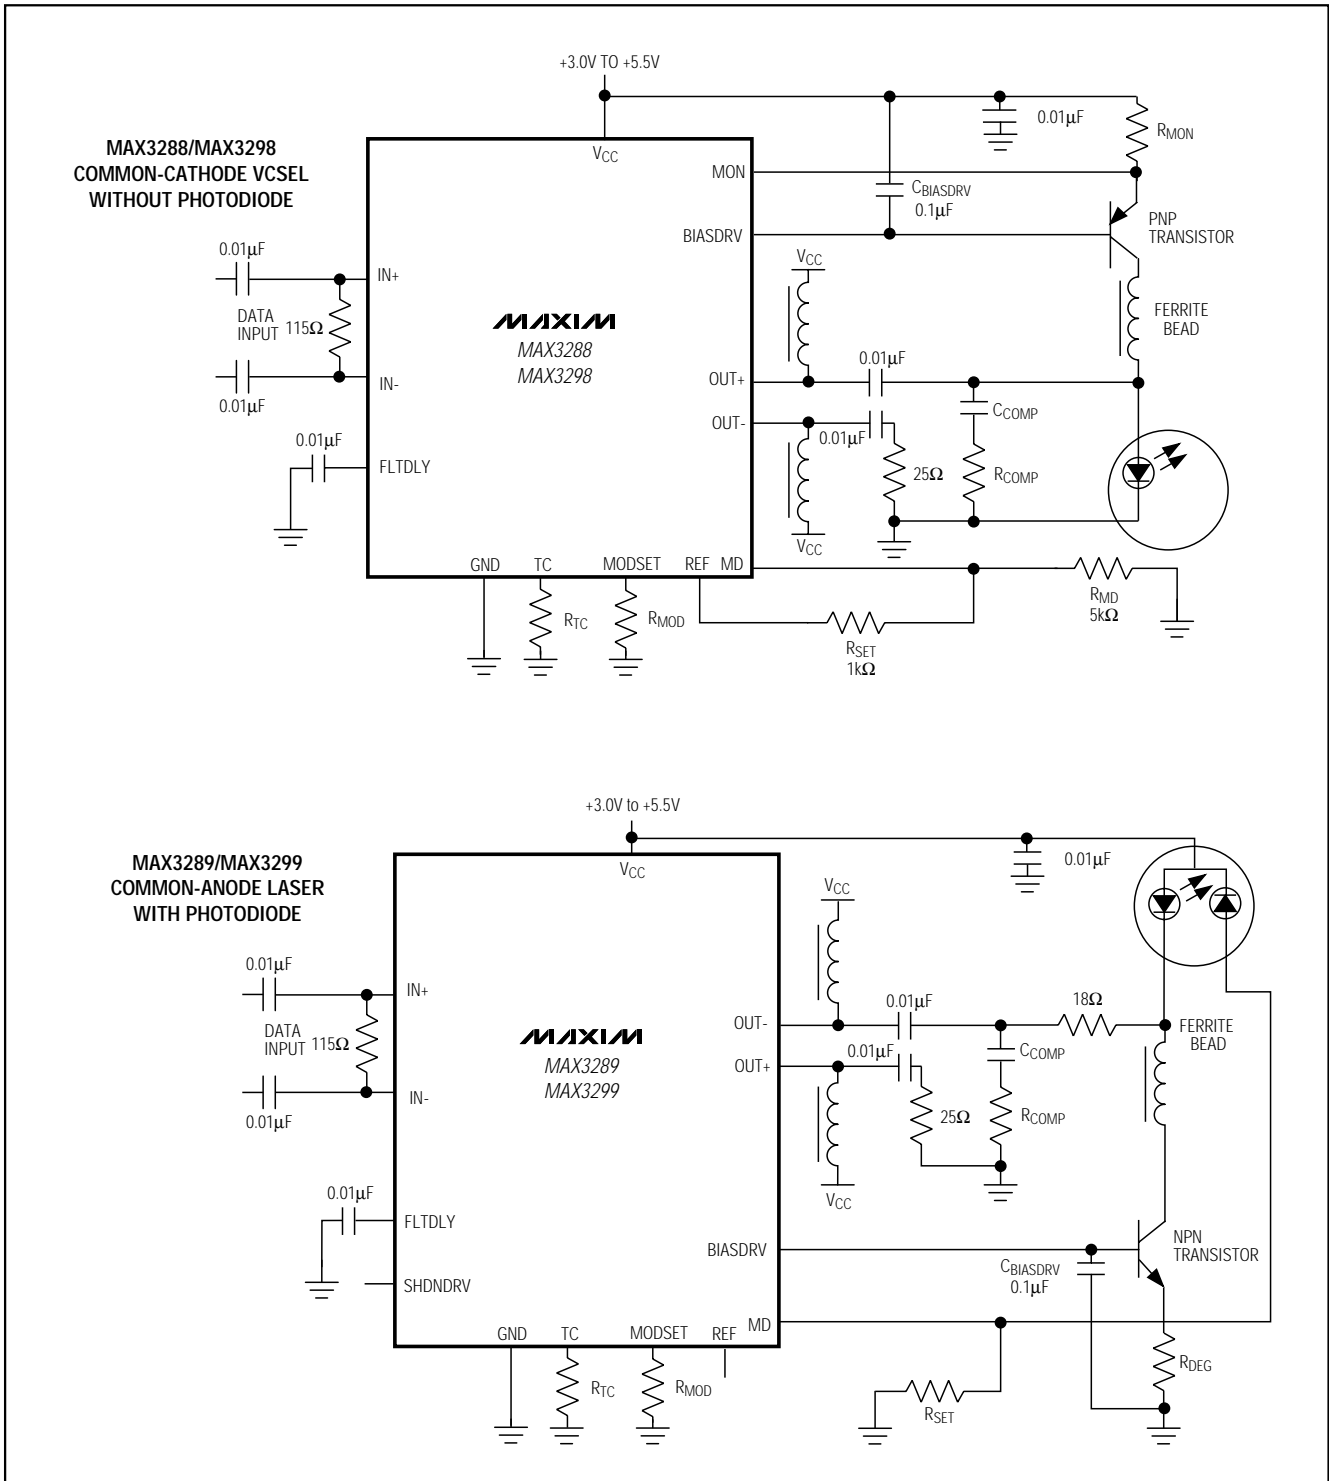 +3.0V TO +5.5V
MAX3288/MAX3298
COMMON-CATHODE VCSEL
WITHOUT PHOTODIODE
VCC
0.01µF
RMON
MON
CBIASDRV
0.1µF
BIASDRV
PNP
TRANSISTOR
0.01µF
IN+
DATA
INPUT
115Ω
IN-
0.01µF
MAXIM
MAX3288
MAX3298
VCC
FERRITE
BEAD
0.01µF
OUT+
OUT-
CCOMP
0.01µF
25Ω
RCOMP
VCC
0.01µF
FLTDLY
GND
TC
MODSET
REF
MD
RTC
RMOD
RSET
1kΩ
RMD
5kΩ
+3.0V to +5.5V
MAX3289/MAX3299
COMMON-ANODE LASER
WITH PHOTODIODE
VCC
0.01µF
VCC
0.01µF
IN+
DATA
INPUT
115Ω
IN-
0.01µF
MAXIM
MAX3289
MAX3299
0.01µF
18Ω
OUT-
FERRITE
BEAD
0.01µF
CCOMP
OUT+
25Ω
RCOMP
VCC
0.01µF
FLTDLY
SHDNDRV
BIASDRV
NPN
TRANSISTOR
CBIASDRV
0.1µF
MD
GND
TC
MODSET
REF
RTC
RMOD
RSET
RDEG